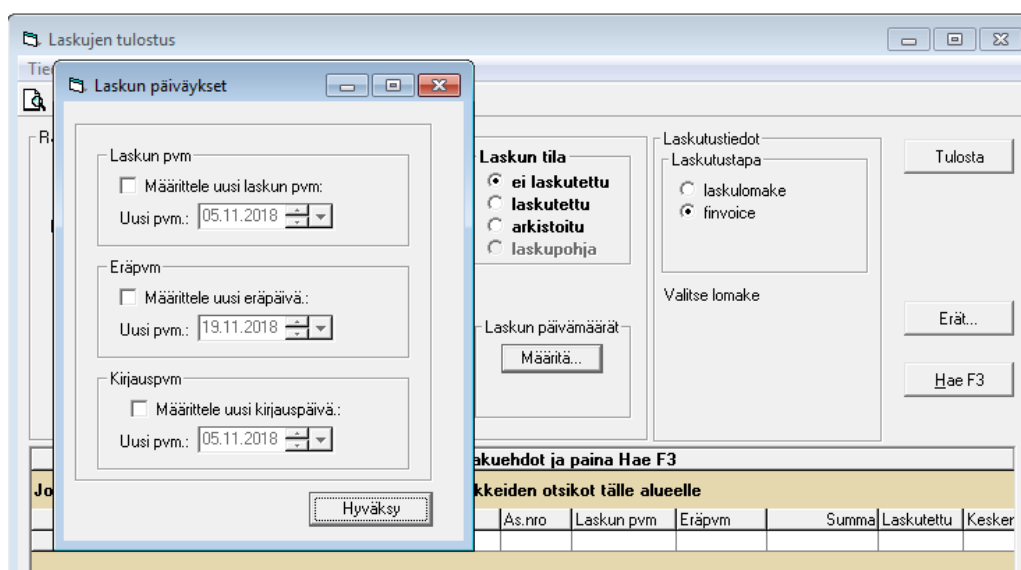 Laskujen tulostus
Laskun päiväykset
Laskun pvm
Määrittele uusi laskun pvm:
Uusi pvm.: 05.11.2018
Eräpvm
Määrittele uusi eräpäivä.:
Uusi pvm.: 19.11.2018
Kirjauspvm
Määrittele uusi kirjauspäivä.:
Uusi pvm.: 05.11.2018
Hyväksy
Laskun tila
ei laskutettu
laskutettu
arkistoitu
laskupohja
Laskun päivämäärät
Määritä...
Laskutustiedot
Laskutustapa
laskulomake
finvoice
Valitse lomake
Tulosta
Erät...
Hae F3
ja paina Hae F3
otsikot tälle alueelle
As.nro Laskun pvm Eräpvm Summa Laskutettu